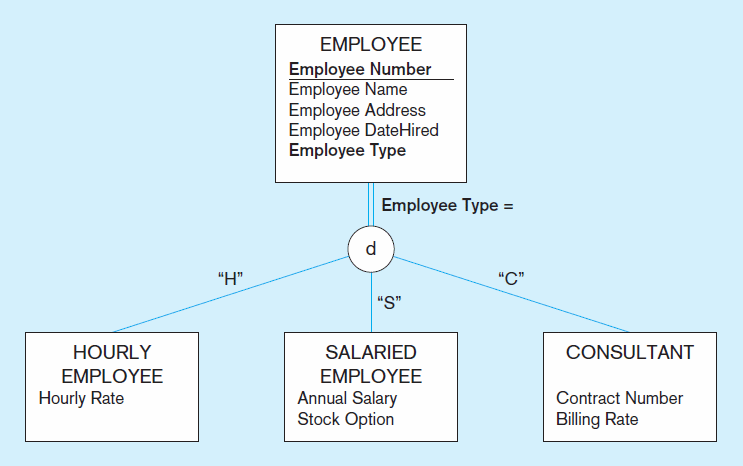 EMPLOYEE
Employee Number
Employee Name
Employee Address
Employee DateHired
Employee Type
Employee Type =
d
“H”
“S”
“C”
HOURLY
EMPLOYEE
Hourly Rate
SALARIED
EMPLOYEE
Annual Salary
Stock Option
CONSULTANT
Contract Number
Billing Rate